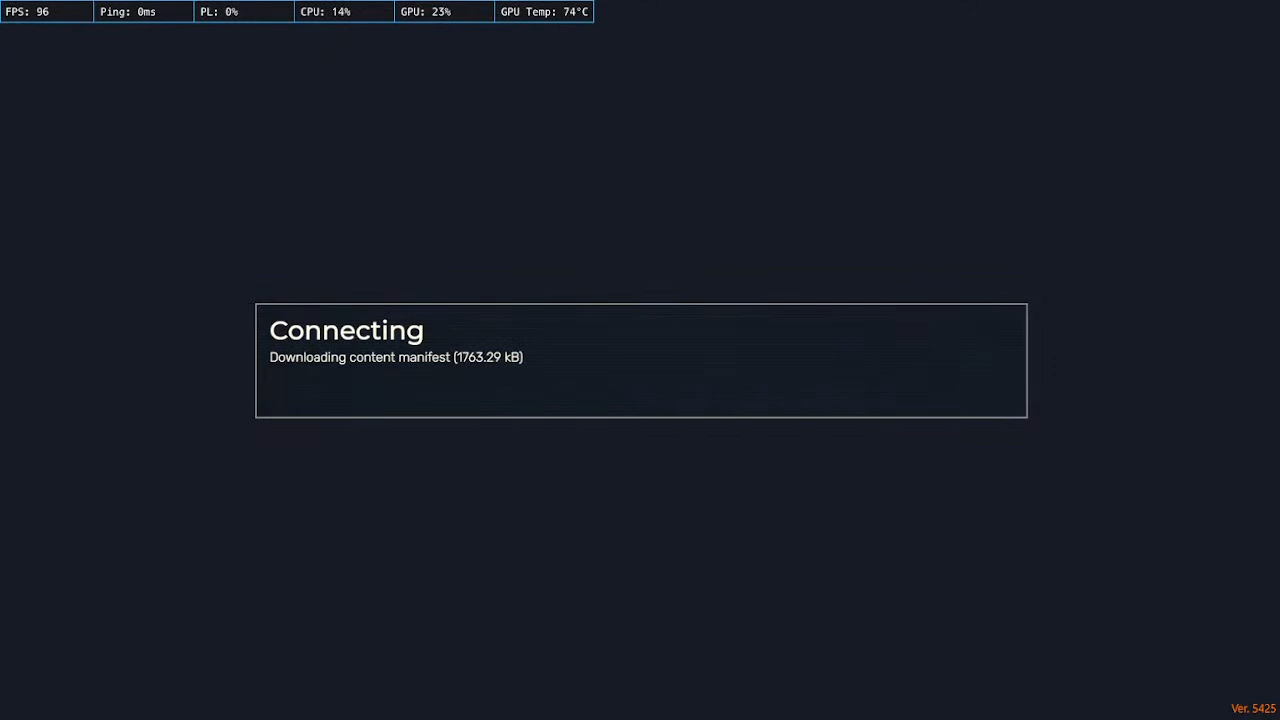 FPS: 96 Ping: 0ms PL: 0% CPU: 14% GPU: 23% GPU Temp: 74°C
Connecting
Downloading content manifest (1763.29 kB)
Ver. 5425